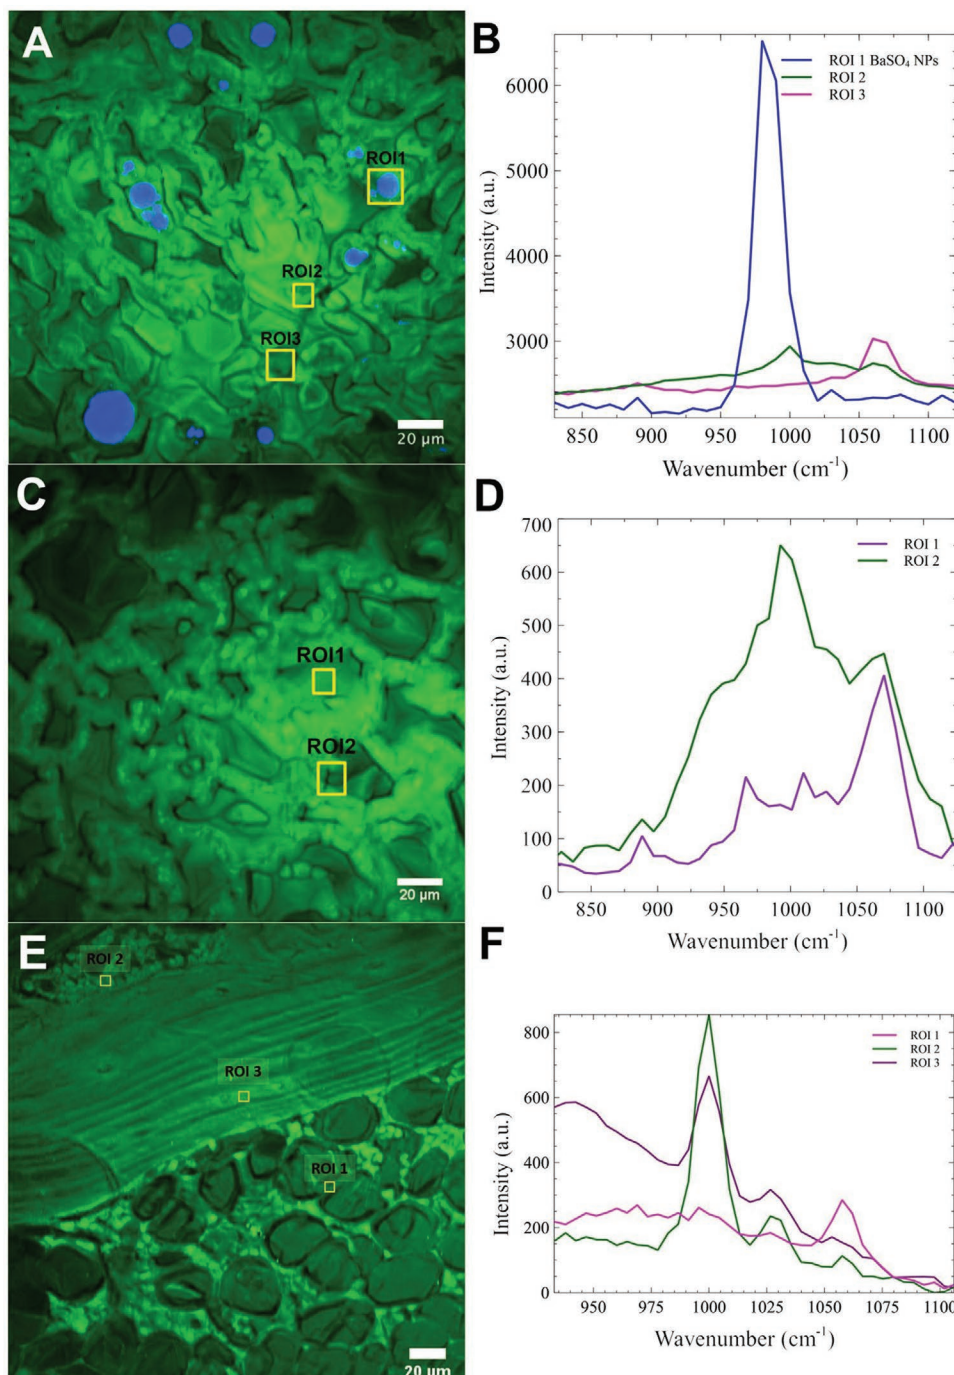 A
ROI1
ROI2
ROI3
20 µm
B
ROI 1 BaSO₄ NPs
ROI 2
ROI 3
6000
5000
4000
3000
Intensity (a.u.)
850 900 950 1000 1050 1100
Wavenumber (cm⁻¹)
C
ROI1
ROI2
20 µm
D
ROI 1
ROI 2
700
600
500
400
300
200
100
0
Intensity (a.u.)
850 900 950 1000 1050 1100
Wavenumber (cm⁻¹)
E
ROI 2
ROI 3
ROI 1
20 µm
F
ROI 1
ROI 2
ROI 3
800
600
400
200
0
Intensity (a.u.)
950 975 1000 1025 1050 1075 1100
Wavenumber (cm⁻¹)